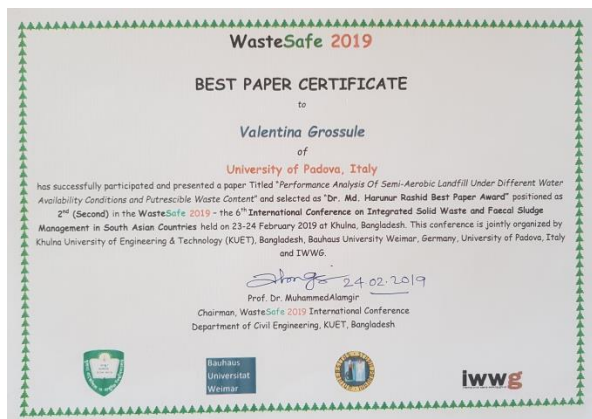 WasteSafe 2019
BEST PAPER CERTIFICATE
to
Valentina Grossule
of
University of Padova, Italy
has successfully participated and presented a paper Titled "Performance Analysis Of Semi-Aerobic Landfill Under Different Water
Availability Conditions and Putrescible Waste Content" and selected as "Dr. Md. Harunur Rashid Best Paper Award" positioned as
2nd (Second) in the WasteSafe 2019 - the 6th International Conference on Integrated Solid Waste and Faecal Sludge
Management in South Asian Countries held on 23-24 February 2019 at Khulna, Bangladesh. This conference is jointly organized by
Khulna University of Engineering & Technology (KUET), Bangladesh, Bauhaus University Weimar, Germany, University of Padova, Italy
and IWWG.
24.02.2019
Prof. Dr. MuhammedAlamgir
Chairman, WasteSafe 2019 International Conference
Department of Civil Engineering, KUET, Bangladesh
Bauhaus
Universitat
Weimar
iwwg